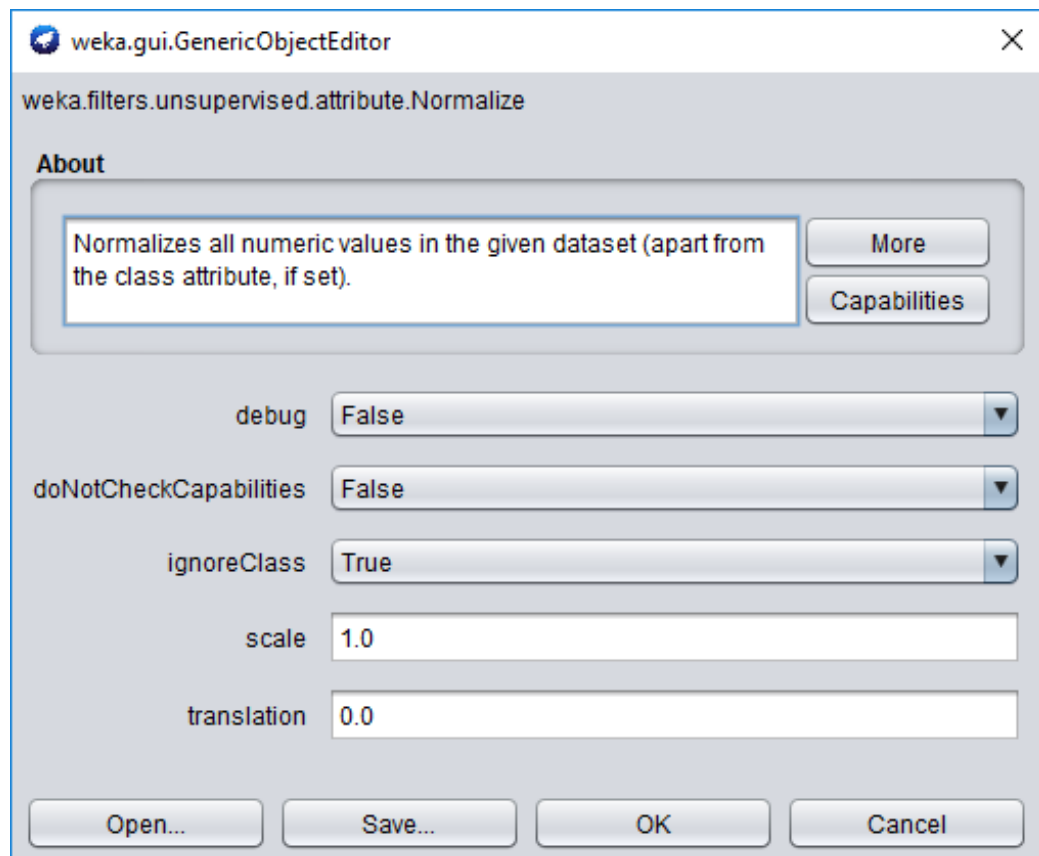 weka.gui.GenericObjectEditor
weka.filters.unsupervised.attribute.Normalize
About
Normalizes all numeric values in the given dataset (apart from
the class attribute, if set).
More
Capabilities
debug False
doNotCheckCapabilities False
ignoreClass True
scale 1.0
translation 0.0
Open... Save... OK Cancel